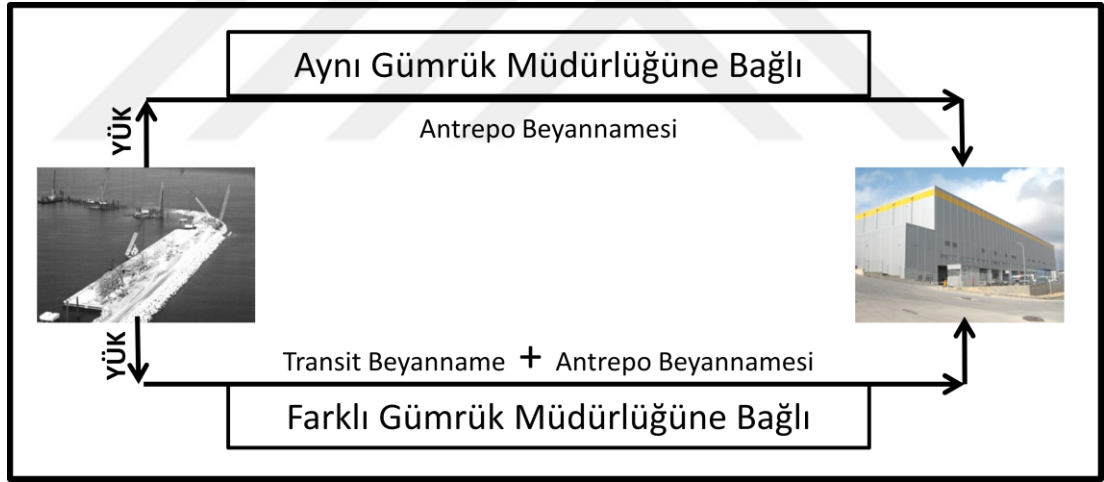 Aynı Gümrük Müdürlüğüne Bağlı
YÜK
Antrepo Beyannamesi
YÜK
Transit Beyanname + Antrepo Beyannamesi
Farklı Gümrük Müdürlüğüne Bağlı